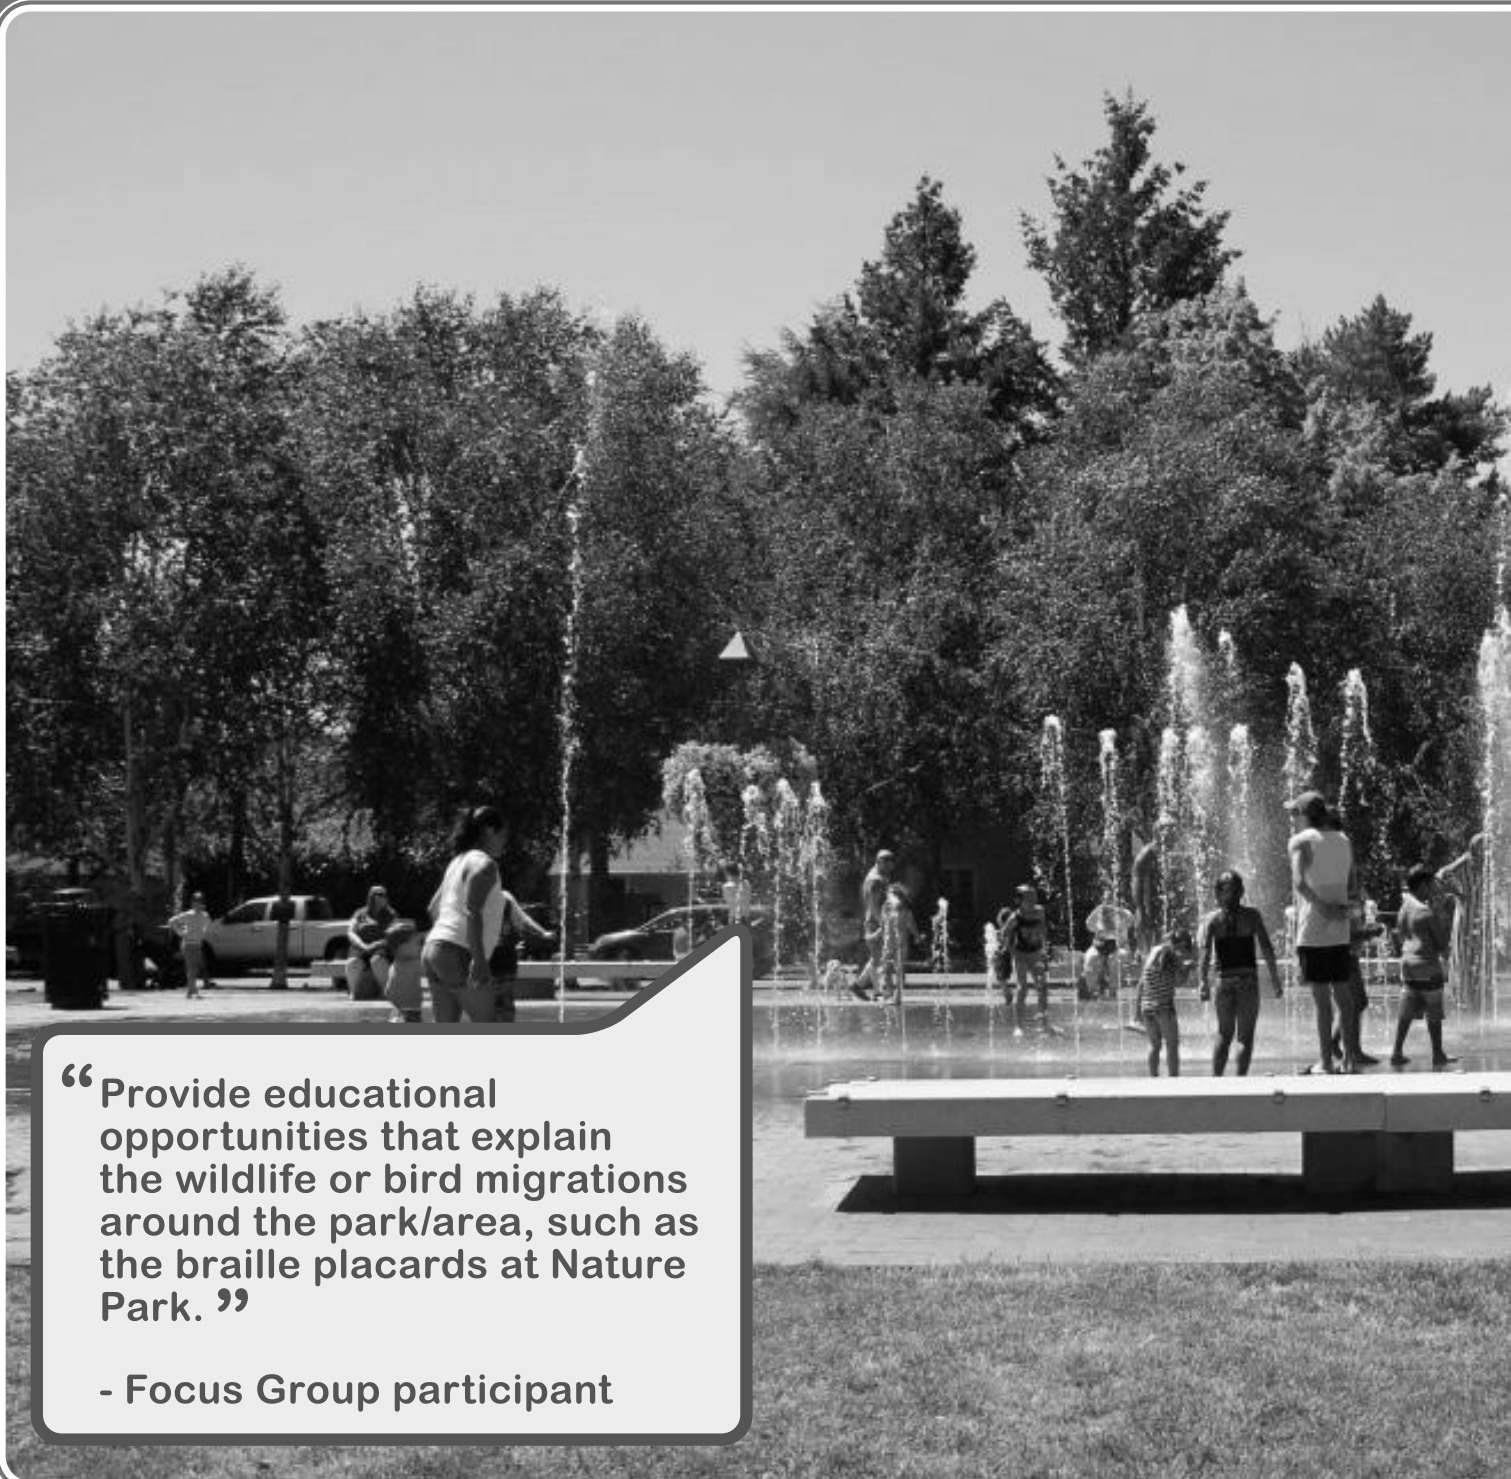 “Provide educational
opportunities that explain
the wildlife or bird migrations
around the park/area, such as
the braille placards at Nature
Park.”
- Focus Group participant